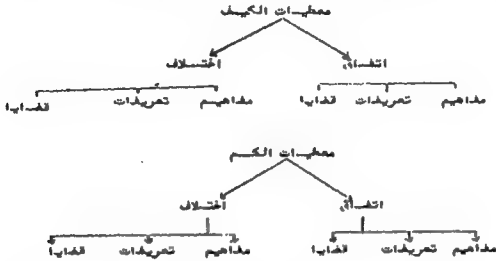 معطيات الكيف
اتفاق اختلاف
مفاهيم تعريفات قضايا مفاهيم تعريفات قضايا
معطيات الكم
اتفاق اختلاف
مفاهيم تعريفات قضايا مفاهيم تعريفات قضايا